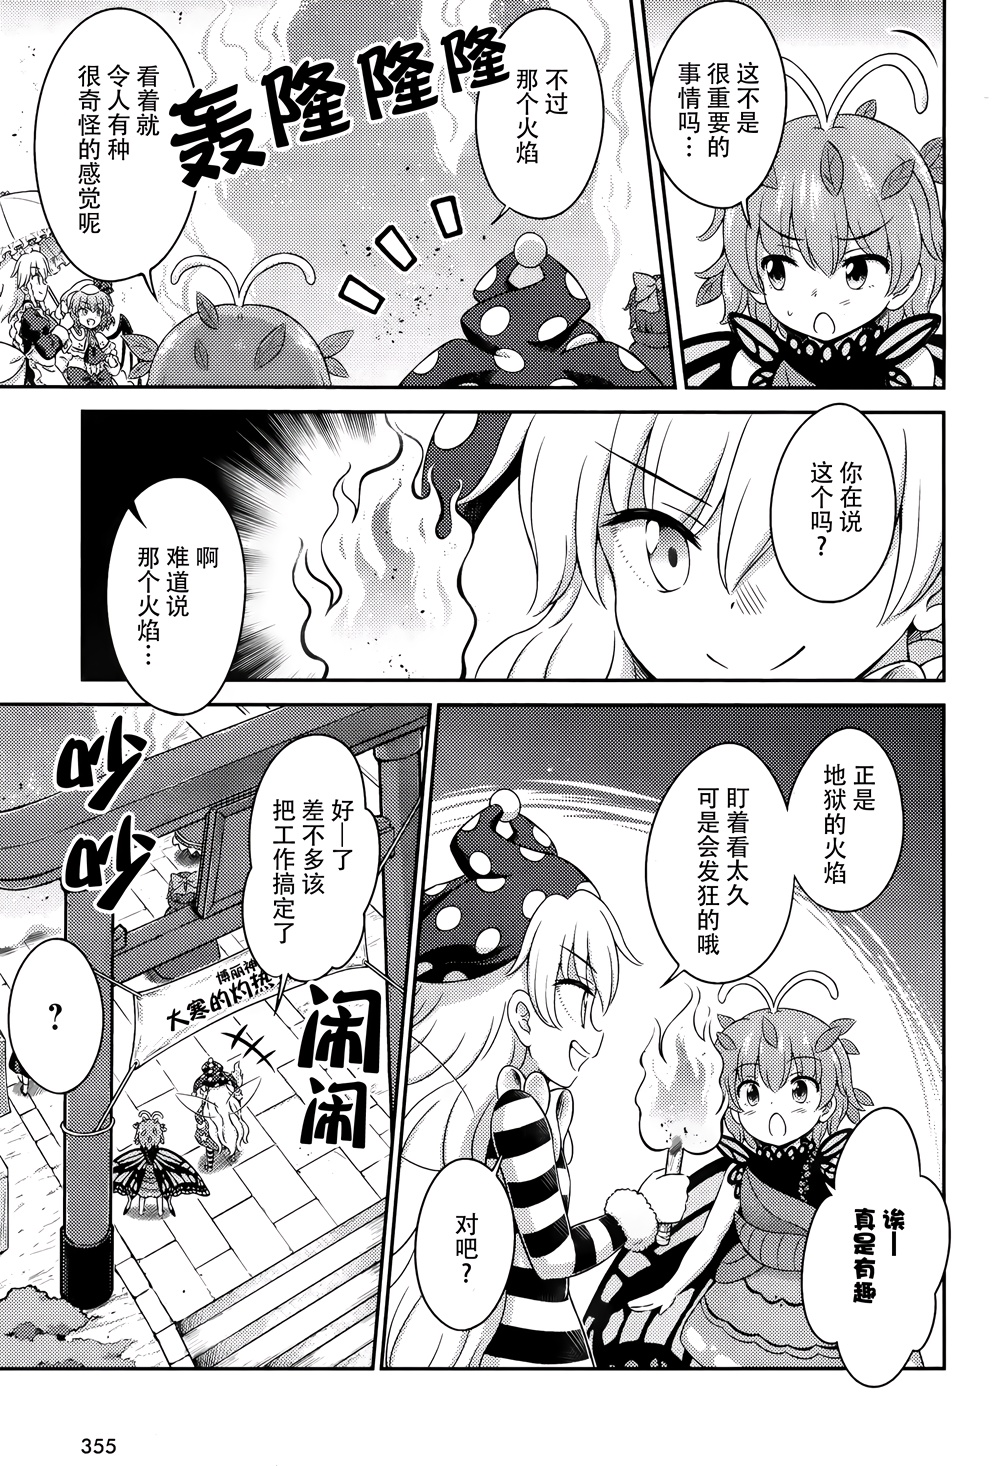 这不是
很重要的
事情吗…
不过
那个火焰
轰隆隆隆
看着就
令人有种
很奇怪的感觉呢
你在说
这个吗？
啊
难道说
那个火焰…
正是
地狱的火焰
盯着看太久
可是会发狂的哦
诶—
真是有趣
对吧？
好—了
差不多该
把工作搞定了
吵
吵
博丽神
大寒的灼热
闹
闹
？
355